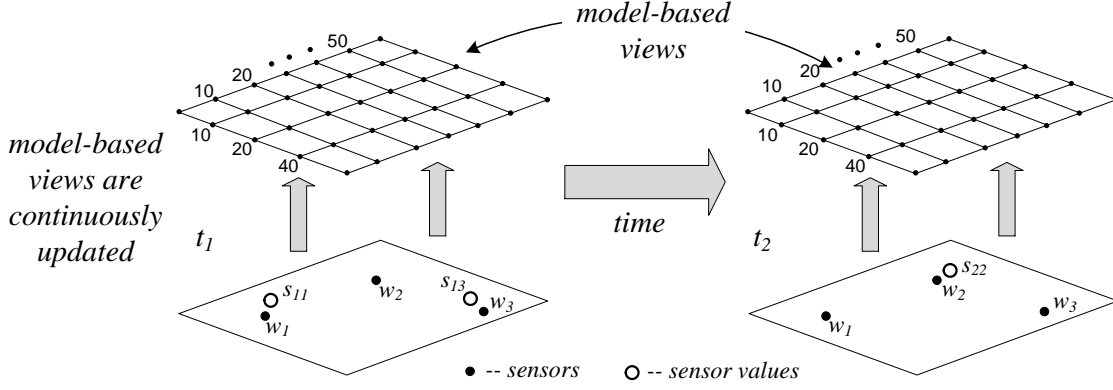 model-based
views
50
20
10
10
20
40
50
20
10
10
20
40
model-based
views are
continuously
updated
time
t1
t2
s11
w1
w2
s13
w3
s22
w2
w1
w3
-- sensors
-- sensor values